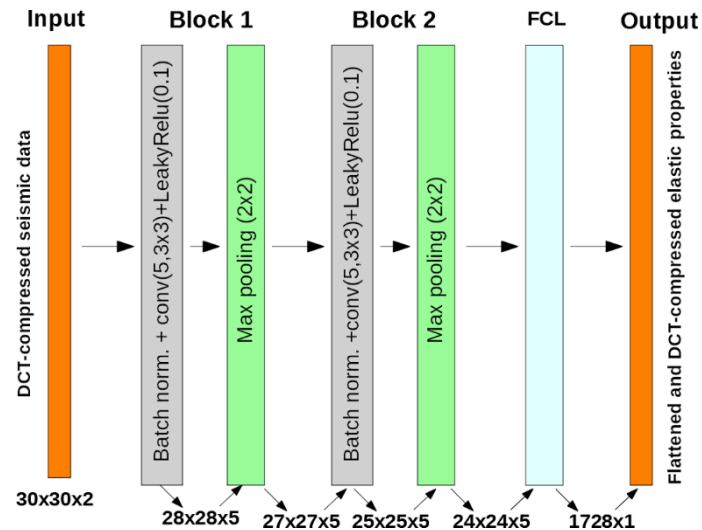 Input
Block 1
Block 2
FCL
Output
DCT-compressed seismic data
Batch norm. + conv(5,3x3)+LeakyRelu(0.1)
Max pooling (2x2)
Batch norm. +conv(5,3x3)+LeakyRelu(0.1)
Max pooling (2x2)
Flattened and DCT-compressed elastic properties
30x30x2
28x28x5
27x27x5
25x25x5
24x24x5
1728x1